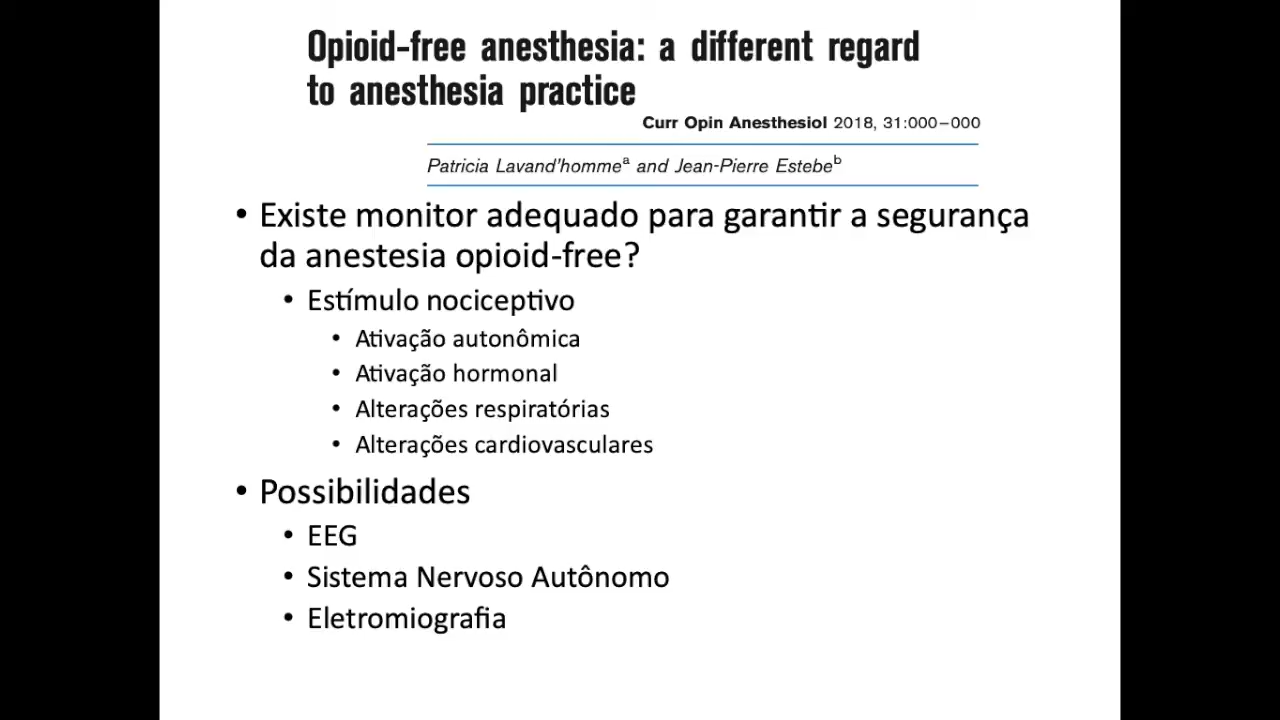 Opioid-free anesthesia: a different regard
to anesthesia practice
Curr Opin Anesthesiol 2018, 31:000–000
Patricia Lavand'hommeᵃ and Jean-Pierre Estebeᵇ
• Existe monitor adequado para garantir a segurança
da anestesia opioid-free?
• Estímulo nociceptivo
• Ativação autonômica
• Ativação hormonal
• Alterações respiratórias
• Alterações cardiovasculares
• Possibilidades
• EEG
• Sistema Nervoso Autônomo
• Eletromiografia